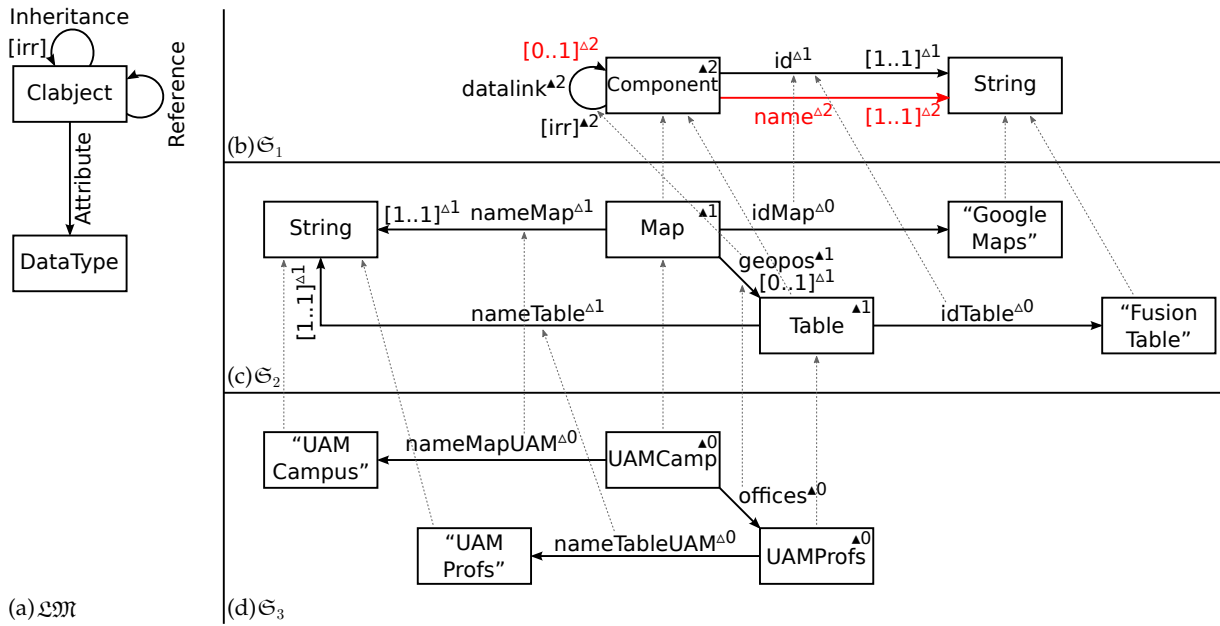 Inheritance
[irr]
Clabject
Reference
Attribute
DataType
(a) 𝔏𝔐
[0..1]△2
datalink▲2
[irr]▲2
Component▲2
id△1
[1..1]△1
name△2
[1..1]△2
String
(b) 𝔖1
String
[1..1]△1
nameMap△1
Map▲1
idMap△0
“Google
Maps”
geopos▲1
[0..1]△1
[1..1]△1
nameTable△1
Table▲1
idTable△0
“Fusion
Table”
(c) 𝔖2
“UAM
Campus”
nameMapUAM△0
UAMCamp▲0
offices▲0
“UAM
Profs”
nameTableUAM△0
UAMProfs▲0
(d) 𝔖3